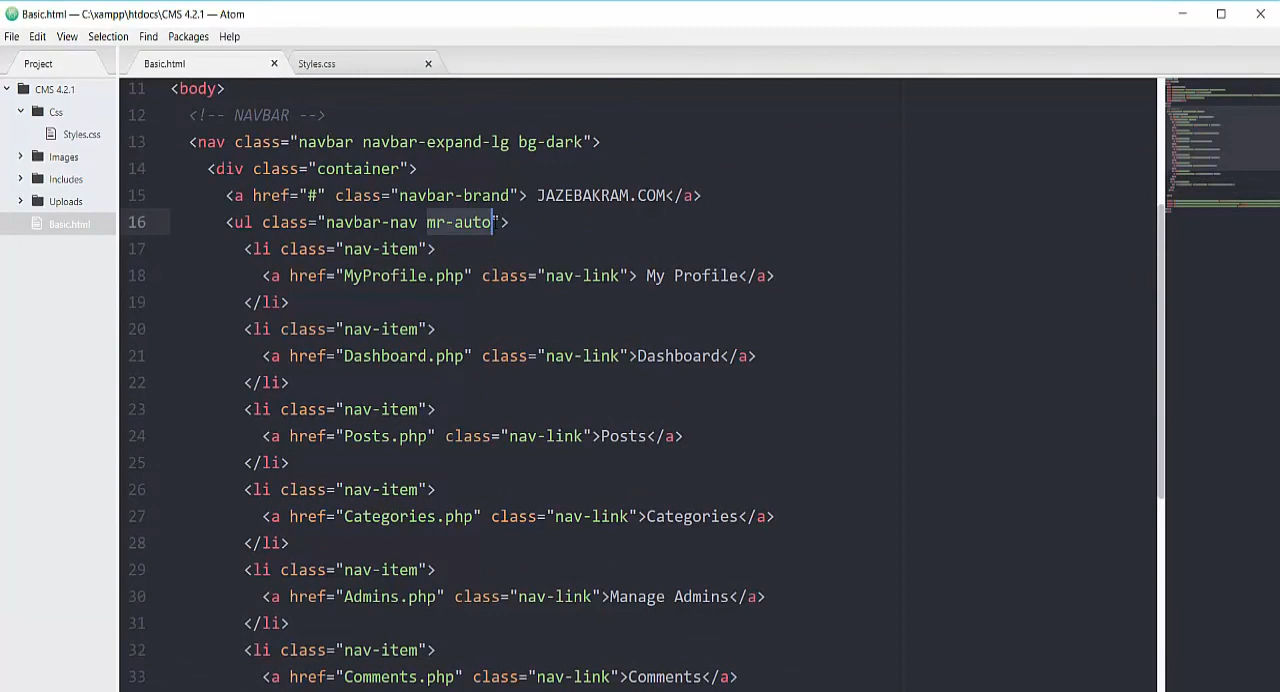 Basic.html — C:\xampp\htdocs\CMS 4.2.1 — Atom
File Edit View Selection Find Packages Help
Project
Basic.html
Styles.css
CMS 4.2.1
Css
Styles.css
Images
Includes
Uploads
Basic.html
11 <body>
12 <!-- NAVBAR -->
13 <nav class="navbar navbar-expand-lg bg-dark">
14 <div class="container">
15 <a href="#" class="navbar-brand"> JAZEBAKRAM.COM</a>
16 <ul class="navbar-nav mr-auto">
17 <li class="nav-item">
18 <a href="MyProfile.php" class="nav-link"> My Profile</a>
19 </li>
20 <li class="nav-item">
21 <a href="Dashboard.php" class="nav-link">Dashboard</a>
22 </li>
23 <li class="nav-item">
24 <a href="Posts.php" class="nav-link">Posts</a>
25 </li>
26 <li class="nav-item">
27 <a href="Categories.php" class="nav-link">Categories</a>
28 </li>
29 <li class="nav-item">
30 <a href="Admins.php" class="nav-link">Manage Admins</a>
31 </li>
32 <li class="nav-item">
33 <a href="Comments.php" class="nav-link">Comments</a>